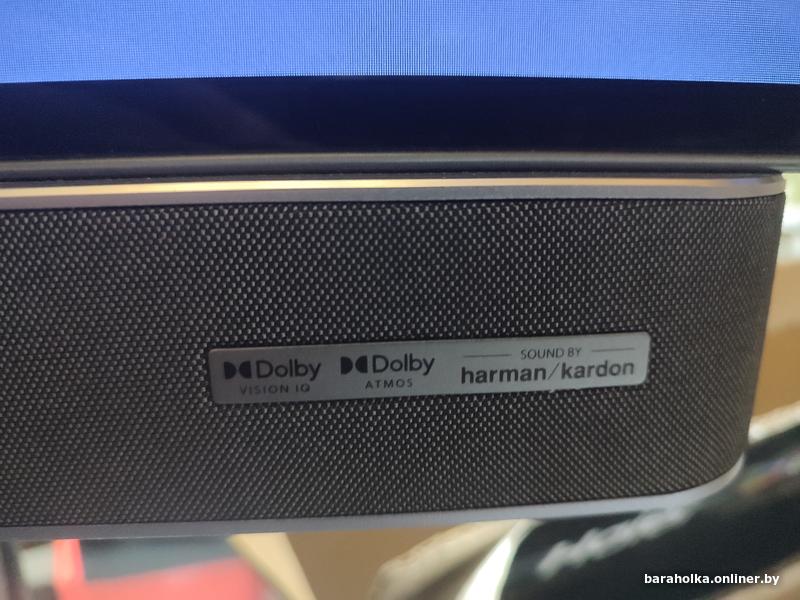 Dolby
VISION IQ
Dolby
ATMOS
SOUND BY
harman/kardon
baraholka.onliner.by